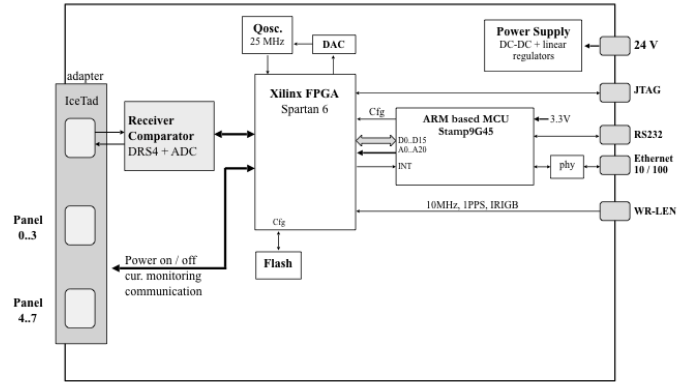 Qosc.
25 MHz
DAC
Power Supply
DC-DC + linear
regulators
24 V
adapter
IceTad
Receiver
Comparator
DRS4 + ADC
Xilinx FPGA
Spartan 6
JTAG
Cfg
ARM based MCU
Stamp9G45
3.3V
RS232
D0..D15
A0..A20
INT
phy
Ethernet
10 / 100
10MHz, 1PPS, IRIGB
WR-LEN
Panel
0..3
Cfg
Flash
Power on / off
cur. monitoring
communication
Panel
4..7